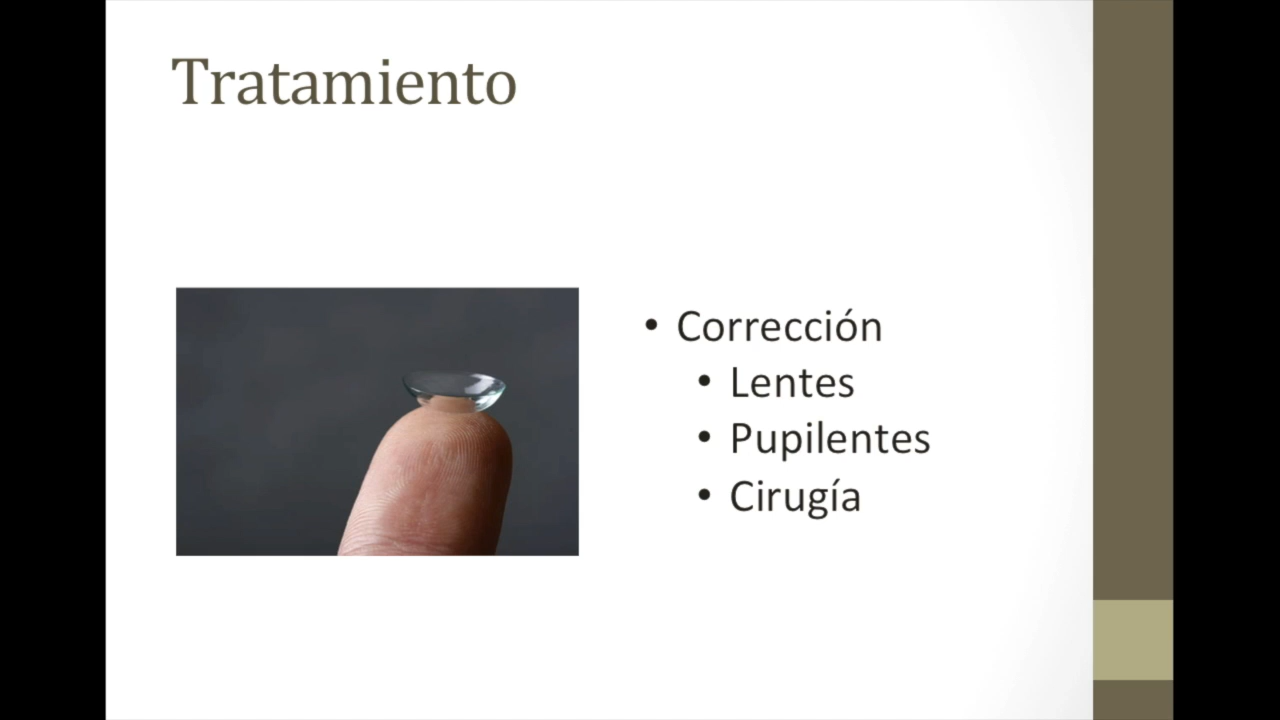 Tratamiento
• Corrección
• Lentes
• Pupilentes
• Cirugía